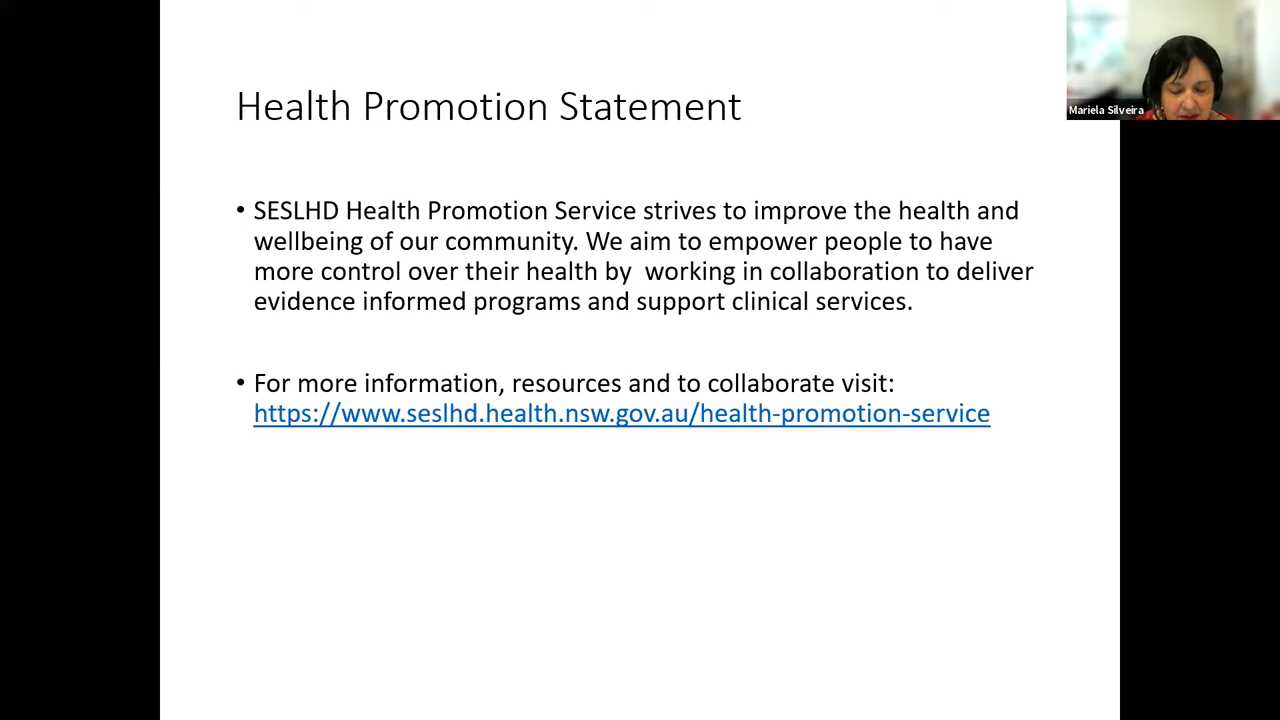 Health Promotion Statement
Mariela Silveira
• SESLHD Health Promotion Service strives to improve the health and
wellbeing of our community. We aim to empower people to have
more control over their health by  working in collaboration to deliver
evidence informed programs and support clinical services.
• For more information, resources and to collaborate visit:
https://www.seslhd.health.nsw.gov.au/health-promotion-service